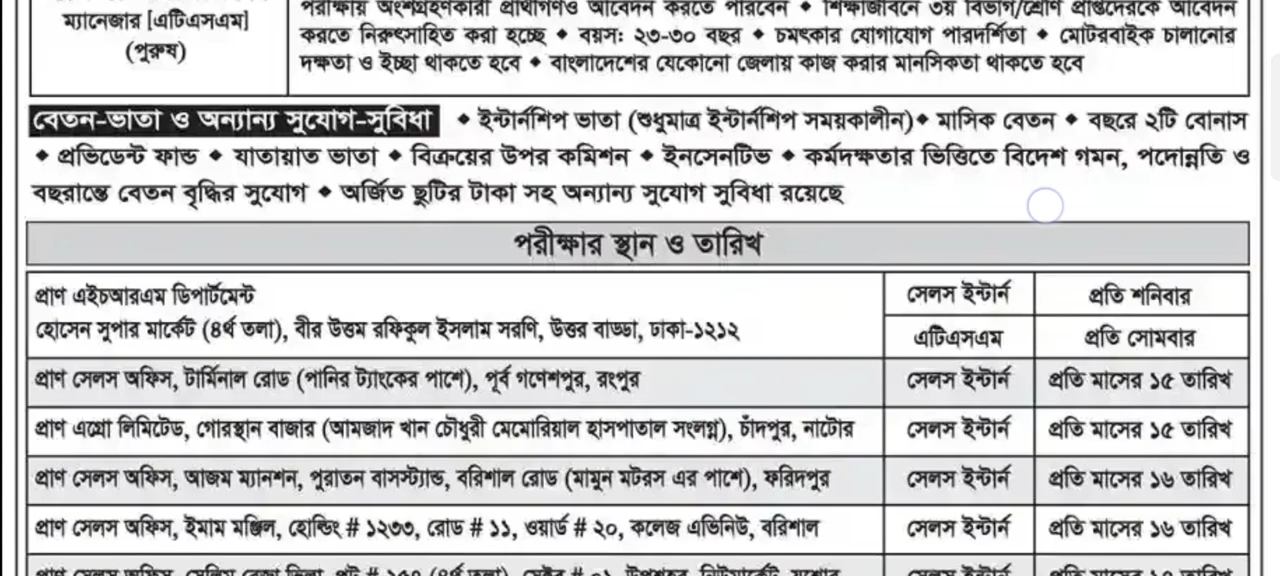 পরীক্ষায় অংশগ্রহণকারী প্রার্থীগণও আবেদন করতে পারবেন • শিক্ষাজীবনে ৩য় বিভাগ/শ্রেণি প্রাপ্তদেরকে আবেদন
ম্যানেজার [এটিএসএম]
করতে নিরুৎসাহিত করা হচ্ছে • বয়স: ২৩-৩০ বছর • চমৎকার যোগাযোগ পারদর্শিতা • মোটরবাইক চালানোর
(পুরুষ)
দক্ষতা ও ইচ্ছা থাকতে হবে • বাংলাদেশের যেকোনো জেলায় কাজ করার মানসিকতা থাকতে হবে
বেতন-ভাতা ও অন্যান্য সুযোগ-সুবিধা • ইন্টার্নশিপ ভাতা (শুধুমাত্র ইন্টার্নশিপ সময়কালীন)• মাসিক বেতন • বছরে ২টি বোনাস
• প্রভিডেন্ট ফান্ড • যাতায়াত ভাতা • বিক্রয়ের উপর কমিশন • ইনসেনটিভ • কর্মদক্ষতার ভিত্তিতে বিদেশ গমন, পদোন্নতি ও
বছরান্তে বেতন বৃদ্ধির সুযোগ • অর্জিত ছুটির টাকা সহ অন্যান্য সুযোগ সুবিধা রয়েছে
পরীক্ষার স্থান ও তারিখ
প্রাণ এইচআরএম ডিপার্টমেন্ট
সেলস ইন্টার্ন প্রতি শনিবার
হোসেন সুপার মার্কেট (৪র্থ তলা), বীর উত্তম রফিকুল ইসলাম সরণি, উত্তর বাড্ডা, ঢাকা-১২১২
এটিএসএম প্রতি সোমবার
প্রাণ সেলস অফিস, টার্মিনাল রোড (পানির ট্যাংকের পাশে), পূর্ব গণেশপুর, রংপুর সেলস ইন্টার্ন প্রতি মাসের ১৫ তারিখ
প্রাণ এগ্রো লিমিটেড, গোরস্থান বাজার (আমজাদ খান চৌধুরী মেমোরিয়াল হাসপাতাল সংলগ্ন), চাঁদপুর, নাটোর সেলস ইন্টার্ন প্রতি মাসের ১৫ তারিখ
প্রাণ সেলস অফিস, আজম ম্যানশন, পুরাতন বাসস্ট্যান্ড, বরিশাল রোড (মামুন মটরস এর পাশে), ফরিদপুর সেলস ইন্টার্ন প্রতি মাসের ১৬ তারিখ
প্রাণ সেলস অফিস, ইমাম মঞ্জিল, হোল্ডিং # ১২৩৩, রোড # ১১, ওয়ার্ড # ২০, কলেজ এভিনিউ, বরিশাল সেলস ইন্টার্ন প্রতি মাসের ১৬ তারিখ